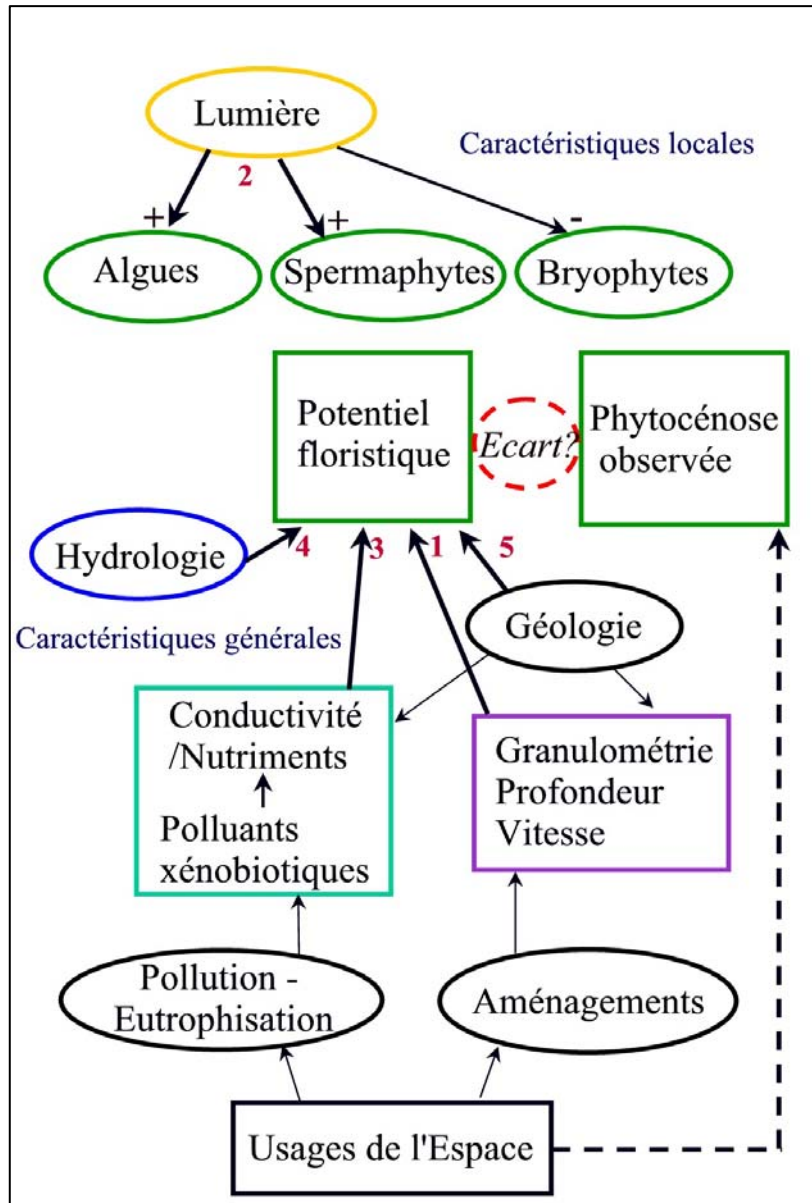 Lumière
Caractéristiques locales
2
+
+
-
Algues
Spermaphytes
Bryophytes
Potentiel
floristique
Ecart?
Phytocénose
observée
Hydrologie
4
3
1
5
Géologie
Caractéristiques générales
Conductivité
/Nutriments
Polluants
xénobiotiques
Granulométrie
Profondeur
Vitesse
Pollution -
Eutrophisation
Aménagements
Usages de l'Espace